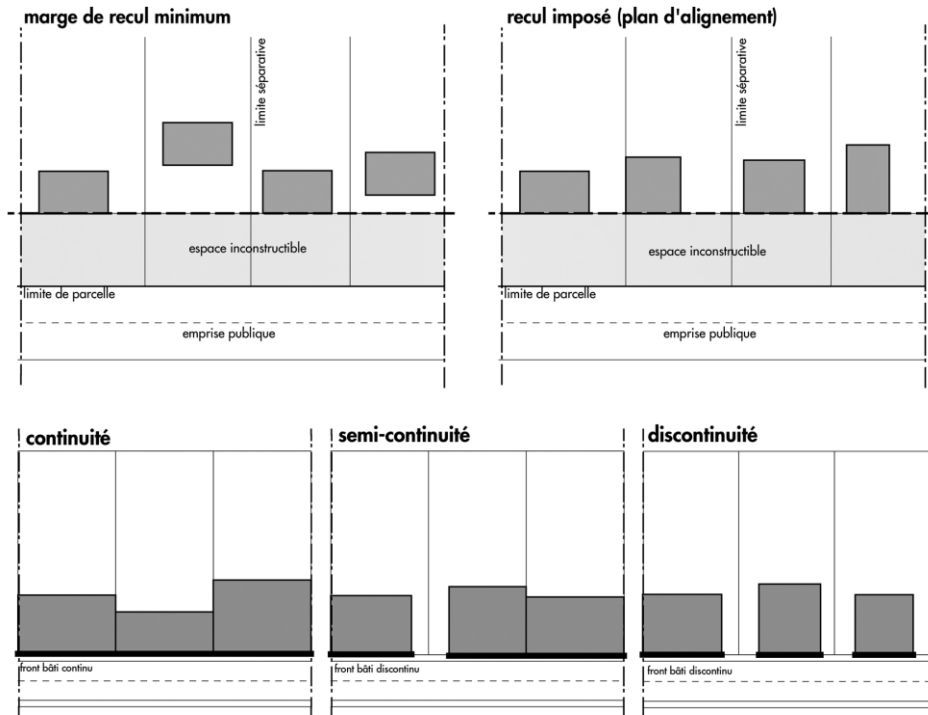 marge de recul minimum
recul imposé (plan d'alignement)
limite séparative
limite séparative
espace inconstructible
espace inconstructible
limite de parcelle
limite de parcelle
emprise publique
emprise publique
continuité
semi-continuité
discontinuité
front bâti continu
front bâti discontinu
front bâti discontinu